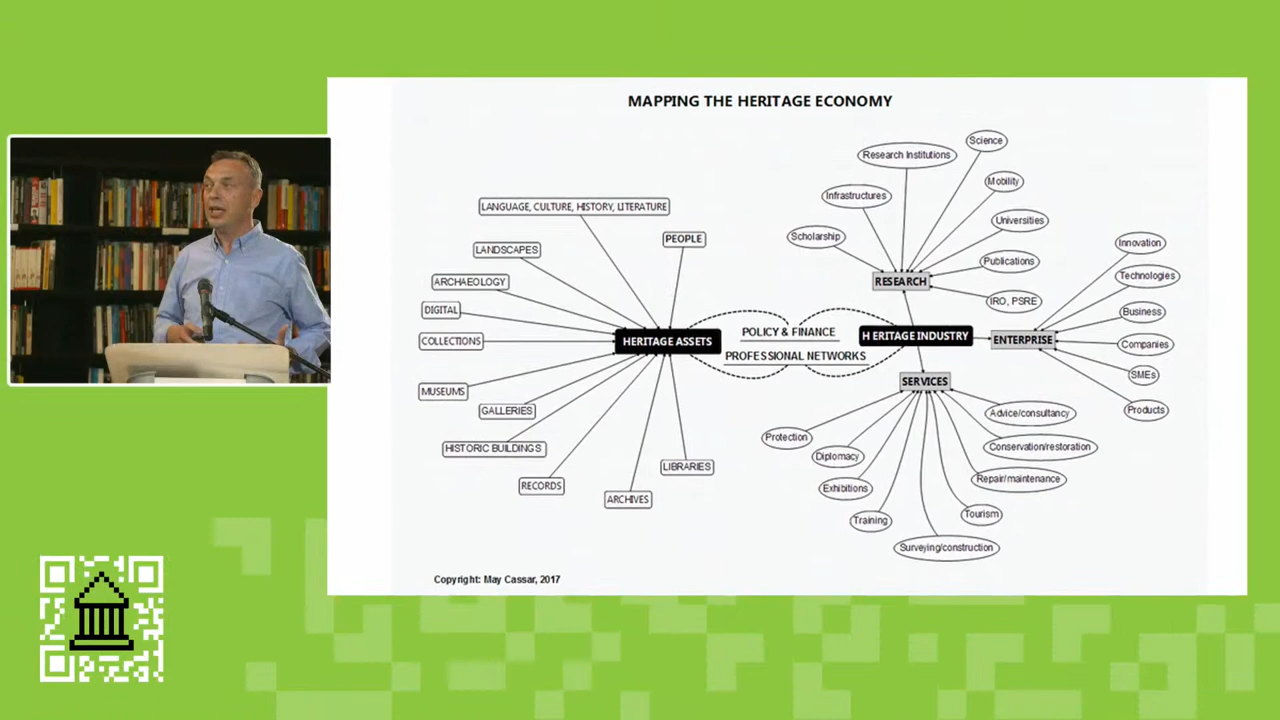 MAPPING THE HERITAGE ECONOMY
LANGUAGE, CULTURE, HISTORY, LITERATURE
PEOPLE
LANDSCAPES
ARCHAEOLOGY
DIGITAL
COLLECTIONS
MUSEUMS
GALLERIES
HISTORIC BUILDINGS
RECORDS
ARCHIVES
LIBRARIES
HERITAGE ASSETS
POLICY & FINANCE
PROFESSIONAL NETWORKS
HERITAGE INDUSTRY
RESEARCH
Scholarship
Infrastructures
Research Institutions
Science
Mobility
Universities
Publications
IRO, PSRE
ENTERPRISE
Innovation
Technologies
Business
Companies
SMEs
Products
SERVICES
Protection
Diplomacy
Exhibitions
Training
Surveying/construction
Tourism
Repair/maintenance
Conservation/restoration
Advice/consultancy
Copyright: May Cassar, 2017